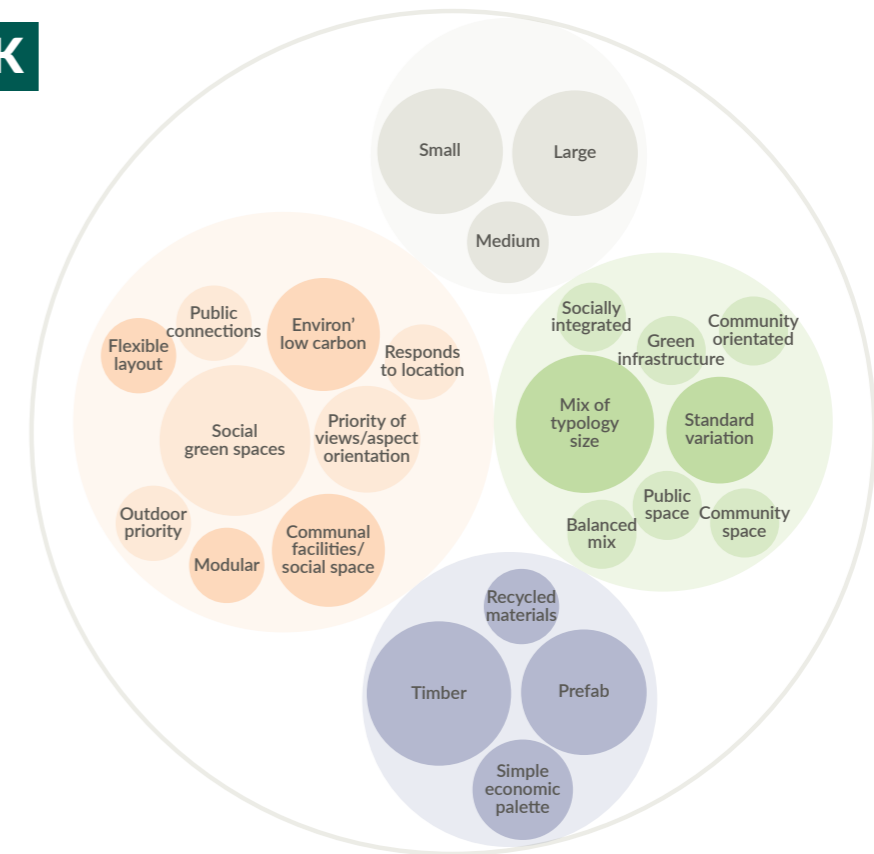 K
Small
Large
Medium
Public
connections
Environ’
low carbon
Flexible
layout
Responds
to location
Social
green spaces
Priority of
views/aspect
orientation
Outdoor
priority
Modular
Communal
facilities/
social space
Socially
integrated
Green
infrastructure
Community
orientated
Mix of
typology
size
Standard
variation
Public
space
Community
space
Balanced
mix
Recycled
materials
Timber
Prefab
Simple
economic
palette